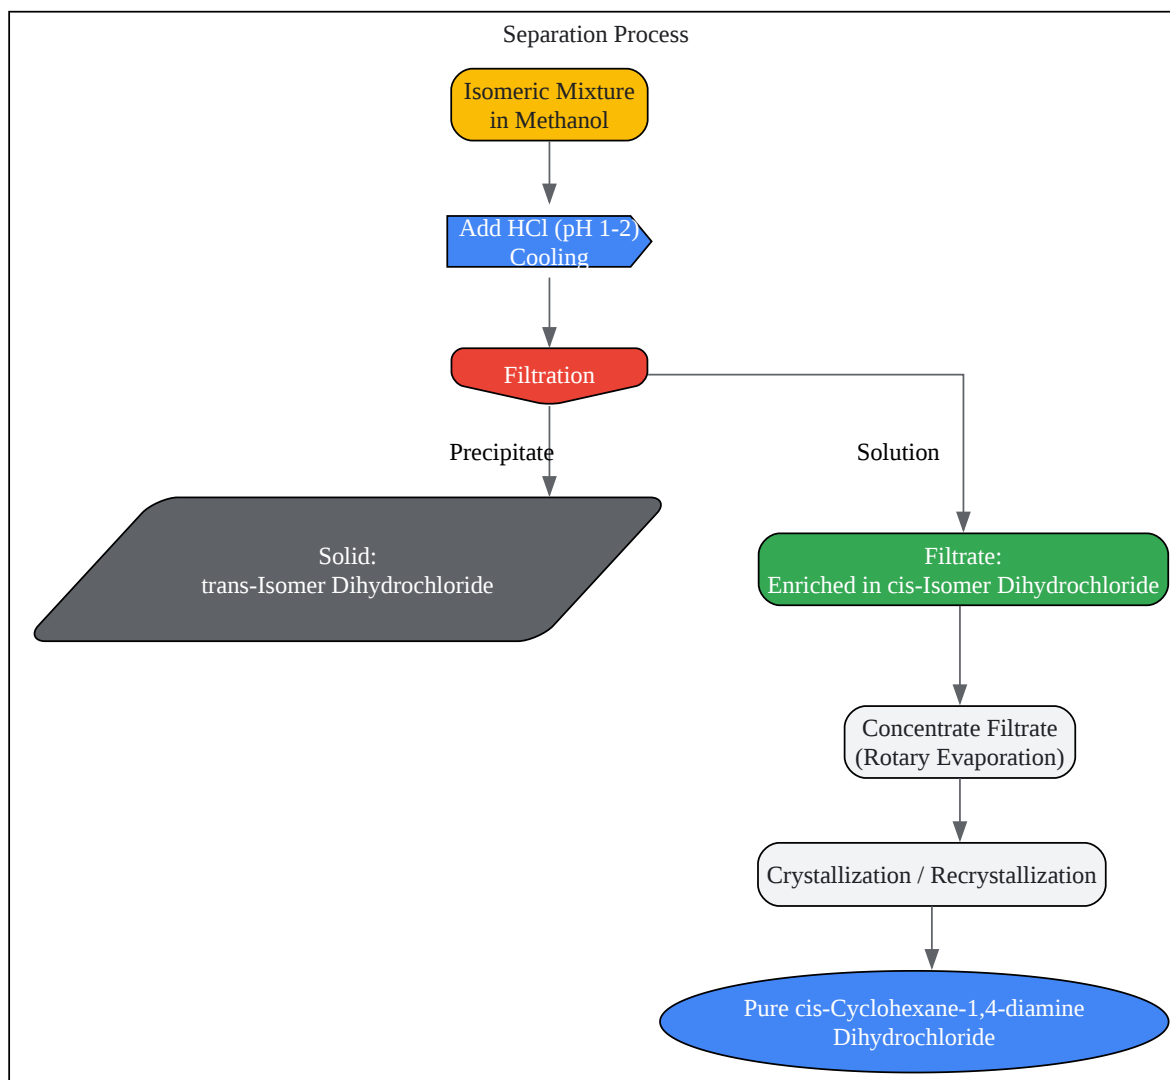 Separation Process
Isomeric Mixture
in Methanol
Add HCl (pH 1-2)
Cooling
Filtration
Precipitate
Solution
Solid:
trans-Isomer Dihydrochloride
Filtrate:
Enriched in cis-Isomer Dihydrochloride
Concentrate Filtrate
(Rotary Evaporation)
Crystallization / Recrystallization
Pure cis-Cyclohexane-1,4-diamine
Dihydrochloride